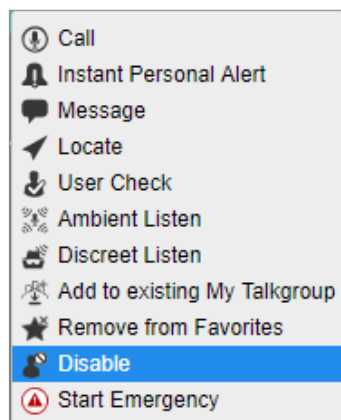 Call
Instant Personal Alert
Message
Locate
User Check
Ambient Listen
Discreet Listen
Add to existing My Talkgroup
Remove from Favorites
Disable
Start Emergency